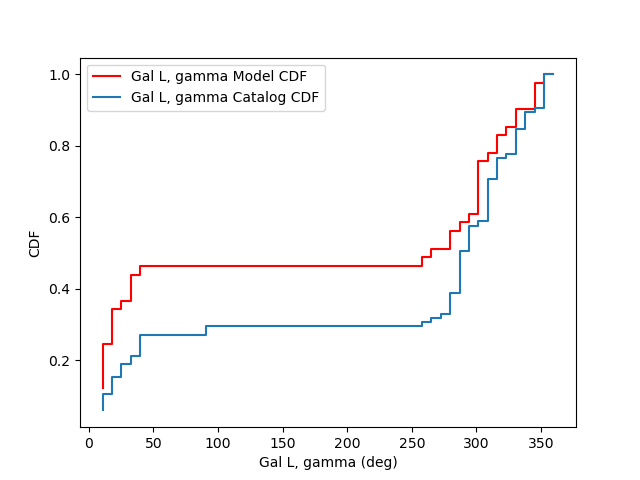 Gal L, gamma Model CDF
Gal L, gamma Catalog CDF
1.0
0.8
0.6
0.4
0.2
CDF
0 50 100 150 200 250 300 350
Gal L, gamma (deg)